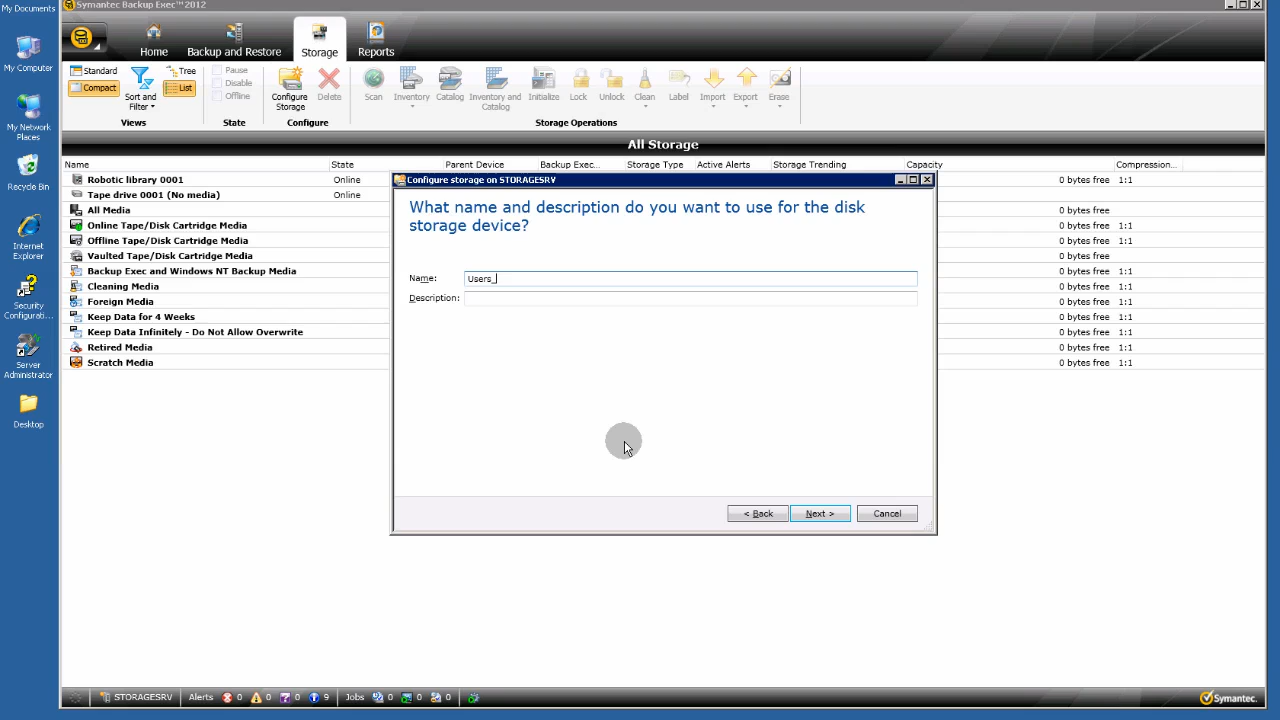 My Documents
My Computer
My Network
Places
Recycle Bin
Internet
Explorer
Security
Configurati...
Server
Administrator
Desktop
Symantec Backup Exec™ 2012
Home
Backup and Restore
Storage
Reports
Standard
Compact
Sort and
Filter
Tree
List
Views
Pause
Disable
Offline
State
Configure
Storage
Delete
Configure
Scan
Inventory
Catalog
Inventory and
Catalog
Initialize
Lock
Unlock
Clean
Label
Import
Export
Erase
Storage Operations
All Storage
Name State Parent Device Backup Exec... Storage Type Active Alerts Storage Trending Capacity Compression...
Robotic library 0001 Online 0 bytes free 1:1
Tape drive 0001 (No media) Online
All Media 0 bytes free
Online Tape/Disk Cartridge Media 0 bytes free 1:1
Offline Tape/Disk Cartridge Media 0 bytes free 1:1
Vaulted Tape/Disk Cartridge Media 0 bytes free 1:1
Backup Exec and Windows NT Backup Media 0 bytes free 1:1
Cleaning Media 0 bytes free 1:1
Foreign Media 0 bytes free 1:1
Keep Data for 4 Weeks 0 bytes free 1:1
Keep Data Infinitely - Do Not Allow Overwrite 0 bytes free 1:1
Retired Media 0 bytes free 1:1
Scratch Media 0 bytes free 1:1
Configure storage on STORAGESRV
What name and description do you want to use for the disk
storage device?
Name: Users_
Description:
< Back Next > Cancel
STORAGESRV Alerts 0 0 0 9 Jobs 0 0 0
Symantec.